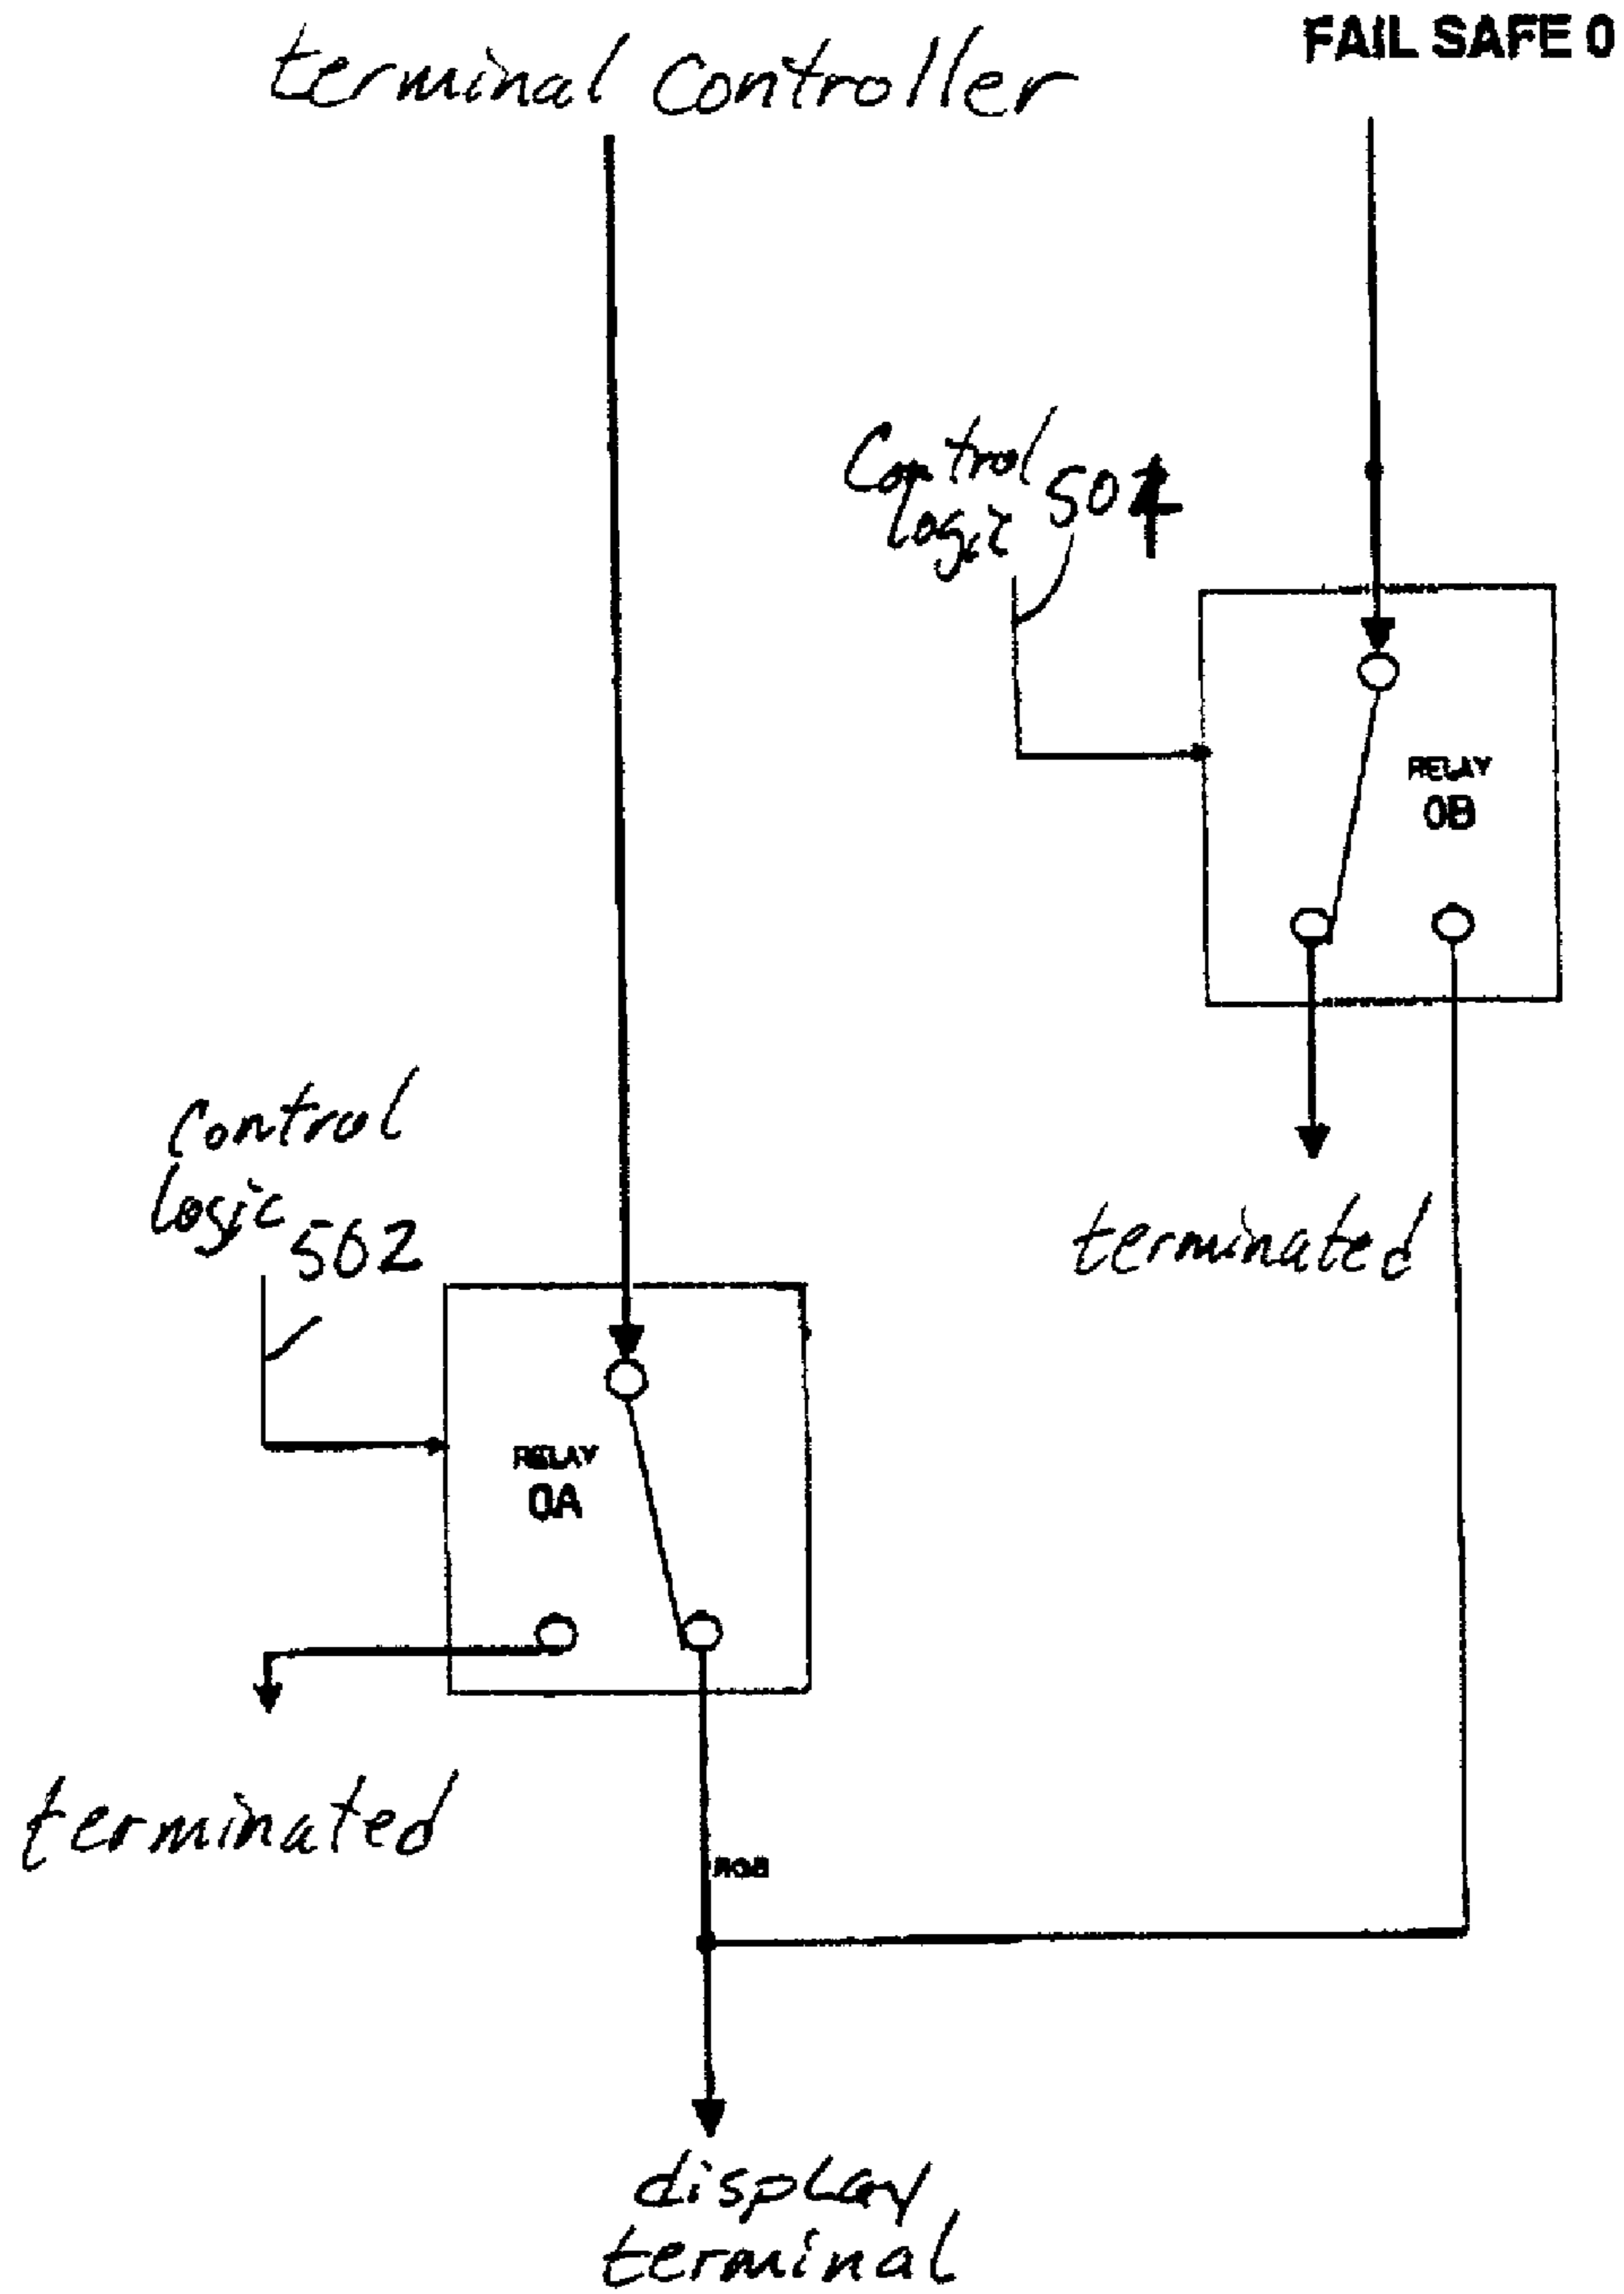 FAIL SAFE 0
terminal controller
Control
logic 504
RELAY
0B
Control
logic 502
terminated
RELAY
0A
terminated
RGB
display
terminal